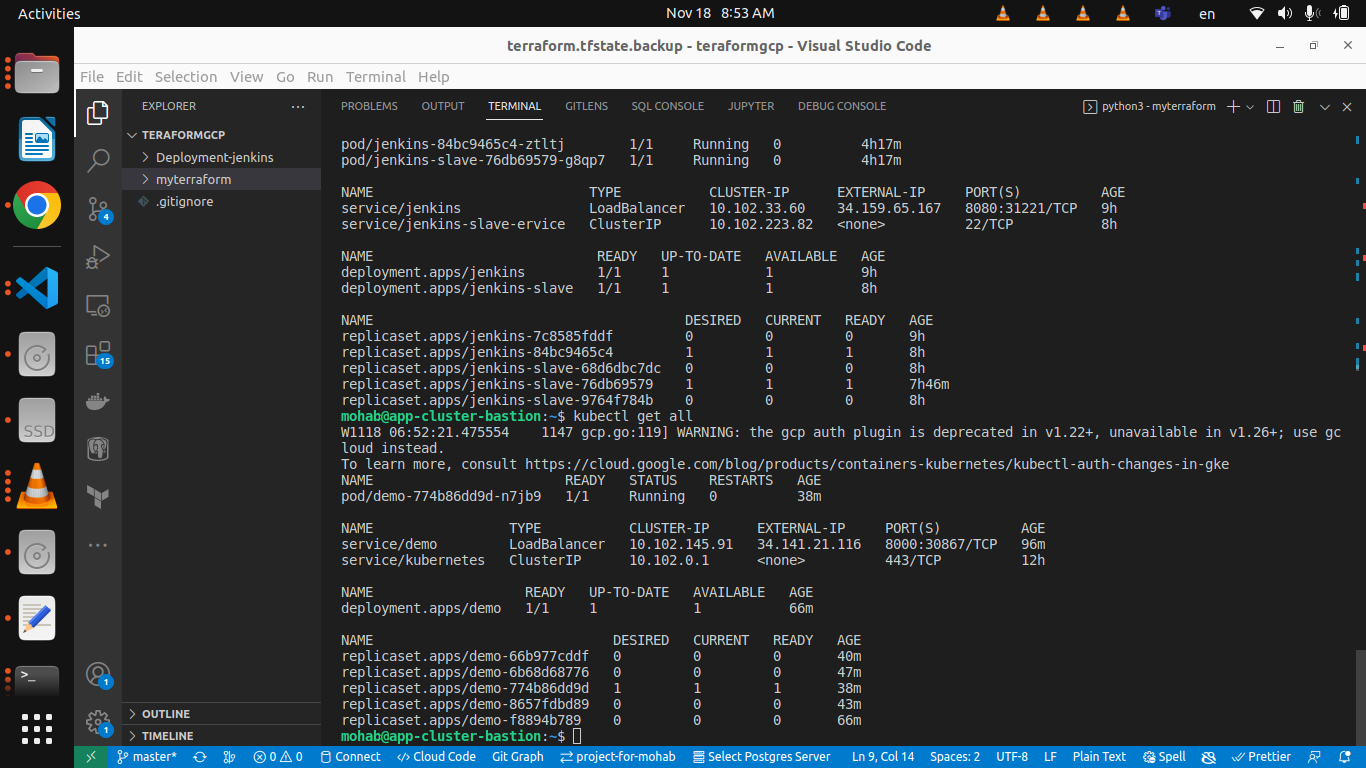 Activities
Nov 18 8:53 AM
en
terraform.tfstate.backup - teraformgcp - Visual Studio Code
File Edit Selection View Go Run Terminal Help
EXPLORER
TERAFORMGCP
Deployment-jenkins
myterraform
.gitignore
OUTLINE
TIMELINE
4
15
1
1
SSD
PROBLEMS OUTPUT TERMINAL GITLENS SQL CONSOLE JUPYTER DEBUG CONSOLE
python3 - myterraform
pod/jenkins-84bc9465c4-ztltj 1/1 Running 0 4h17m
pod/jenkins-slave-76db69579-g8qp7 1/1 Running 0 4h17m
NAME TYPE CLUSTER-IP EXTERNAL-IP PORT(S) AGE
service/jenkins LoadBalancer 10.102.33.60 34.159.65.167 8080:31221/TCP 9h
service/jenkins-slave-ervice ClusterIP 10.102.223.82 <none> 22/TCP 8h
NAME READY UP-TO-DATE AVAILABLE AGE
deployment.apps/jenkins 1/1 1 1 9h
deployment.apps/jenkins-slave 1/1 1 1 8h
NAME DESIRED CURRENT READY AGE
replicaset.apps/jenkins-7c8585fddf 0 0 0 9h
replicaset.apps/jenkins-84bc9465c4 1 1 1 8h
replicaset.apps/jenkins-slave-68d6dbc7dc 0 0 0 8h
replicaset.apps/jenkins-slave-76db69579 1 1 1 7h46m
replicaset.apps/jenkins-slave-9764f784b 0 0 0 8h
mohab@app-cluster-bastion:~$ kubectl get all
W1118 06:52:21.475554 1147 gcp.go:119] WARNING: the gcp auth plugin is deprecated in v1.22+, unavailable in v1.26+; use gc
loud instead.
To learn more, consult https://cloud.google.com/blog/products/containers-kubernetes/kubectl-auth-changes-in-gke
NAME READY STATUS RESTARTS AGE
pod/demo-774b86dd9d-n7jb9 1/1 Running 0 38m
NAME TYPE CLUSTER-IP EXTERNAL-IP PORT(S) AGE
service/demo LoadBalancer 10.102.145.91 34.141.21.116 8000:30867/TCP 96m
service/kubernetes ClusterIP 10.102.0.1 <none> 443/TCP 12h
NAME READY UP-TO-DATE AVAILABLE AGE
deployment.apps/demo 1/1 1 1 66m
NAME DESIRED CURRENT READY AGE
replicaset.apps/demo-66b977cddf 0 0 0 40m
replicaset.apps/demo-6b68d68776 0 0 0 47m
replicaset.apps/demo-774b86dd9d 1 1 1 38m
replicaset.apps/demo-8657fdbd89 0 0 0 43m
replicaset.apps/demo-f8894b789 0 0 0 66m
mohab@app-cluster-bastion:~$
master* 0 0 Connect Cloud Code Git Graph project-for-mohab Select Postgres Server Ln 9, Col 14 Spaces: 2 UTF-8 LF Plain Text Spell Prettier